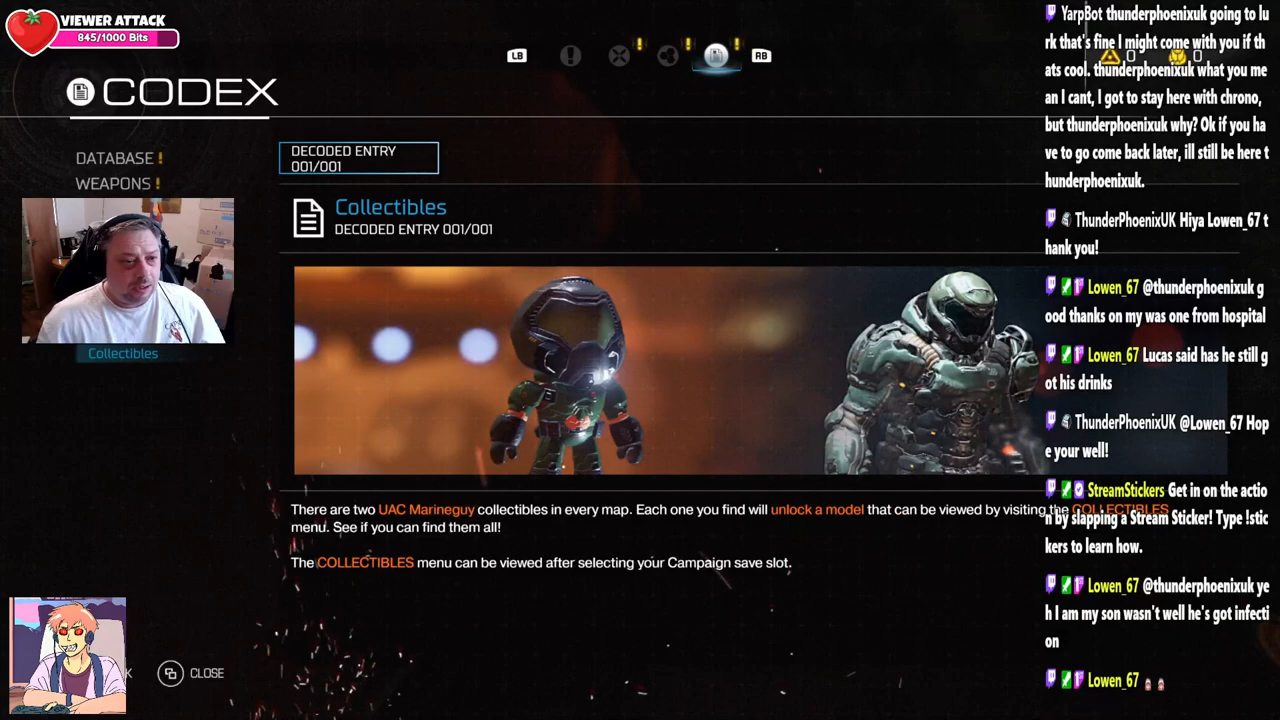 VIEWER ATTACK
845/1000 Bits
LB
RB
0
0
CODEX
DATABASE !
WEAPONS !
Collectibles
DECODED ENTRY
001/001
Collectibles
DECODED ENTRY 001/001
There are two UAC Marineguy collectibles in every map. Each one you find will unlock a model that can be viewed by visiting the COLLECTIBLES
menu. See if you can find them all!
The COLLECTIBLES menu can be viewed after selecting your Campaign save slot.
K
CLOSE
YarpBot thunderphoenixuk going to lu
rk that's fine I might come with you if th
ats cool. thunderphoenixuk what you me
an I cant, I got to stay here with chrono,
but thunderphoenixuk why? Ok if you ha
ve to go come back later, ill still be here t
hunderphoenixuk.
ThunderPhoenixUK Hiya Lowen_67 t
hank you!
Lowen_67 @thunderphoenixuk g
ood thanks on my was one from hospital
Lowen_67 Lucas said has he still g
ot his drinks
ThunderPhoenixUK @Lowen_67 Hop
e your well!
StreamStickers Get in on the actio
n by slapping a Stream Sticker! Type !stic
kers to learn how.
Lowen_67 @thunderphoenixuk ye
h I am my son wasn't well he's got infecti
on
Lowen_67